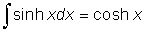 ∫sinh xdx = cosh x